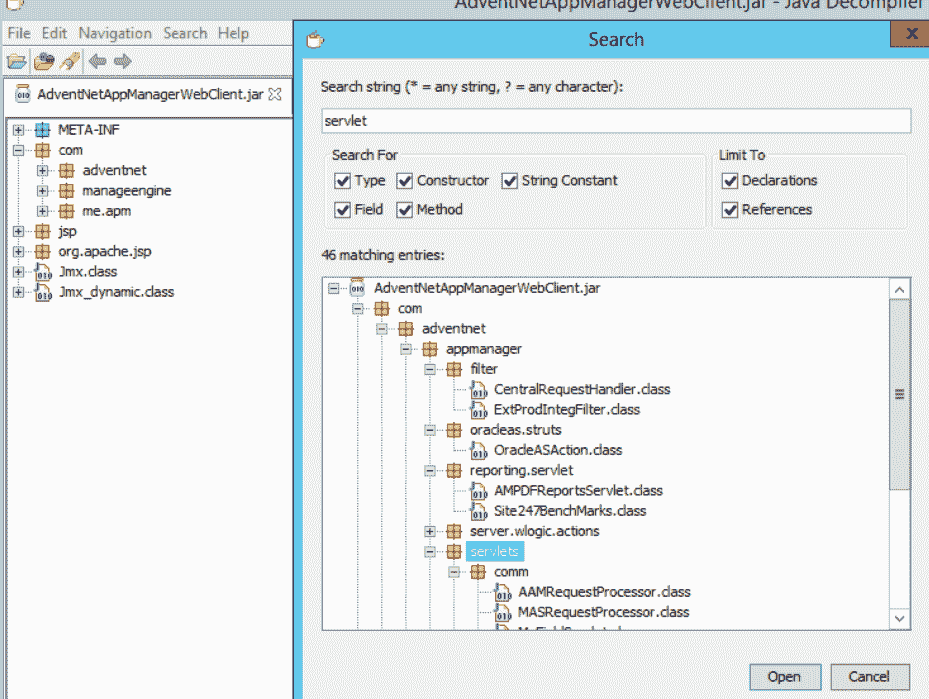 AdventNetAppManagerWebClient.jar - Java Decompiler
File Edit Navigation Search Help
Search
AdventNetAppManagerWebClient.jar
META-INF
com
adventnet
manageengine
me.apm
jsp
org.apache.jsp
Jmx.class
Jmx_dynamic.class
Search string (* = any string, ? = any character):
servlet
Search For
Type Constructor String Constant
Field Method
Limit To
Declarations
References
46 matching entries:
AdventNetAppManagerWebClient.jar
com
adventnet
appmanager
filter
CentralRequestHandler.class
ExtProdIntegFilter.class
oracleas.struts
OracleASAction.class
reporting.servlet
AMPDFReportsServlet.class
Site247BenchMarks.class
server.wlogic.actions
servlets
comm
AAMRequestProcessor.class
MASRequestProcessor.class
Open Cancel